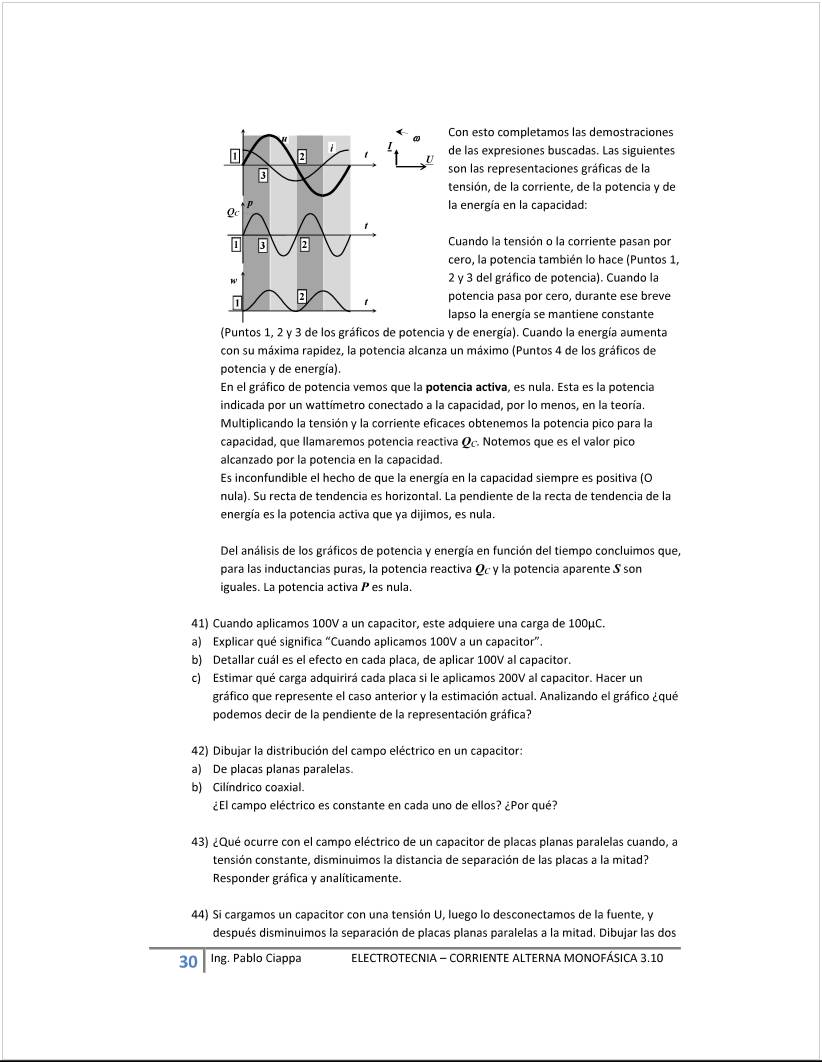 u
i
t
1
2
3
I
U
ω
Q_C
p
t
1
3
2
w
t
1
2
Con esto completamos las demostraciones
de las expresiones buscadas. Las siguientes
son las representaciones gráficas de la
tensión, de la corriente, de la potencia y de
la energía en la capacidad:
Cuando la tensión o la corriente pasan por
cero, la potencia también lo hace (Puntos 1,
2 y 3 del gráfico de potencia). Cuando la
potencia pasa por cero, durante ese breve
lapso la energía se mantiene constante
(Puntos 1, 2 y 3 de los gráficos de potencia y de energía). Cuando la energía aumenta
con su máxima rapidez, la potencia alcanza un máximo (Puntos 4 de los gráficos de
potencia y de energía).
En el gráfico de potencia vemos que la potencia activa, es nula. Esta es la potencia
indicada por un wattímetro conectado a la capacidad, por lo menos, en la teoría.
Multiplicando la tensión y la corriente eficaces obtenemos la potencia pico para la
capacidad, que llamaremos potencia reactiva Q_C. Notemos que es el valor pico
alcanzado por la potencia en la capacidad.
Es inconfundible el hecho de que la energía en la capacidad siempre es positiva (O
nula). Su recta de tendencia es horizontal. La pendiente de la recta de tendencia de la
energía es la potencia activa que ya dijimos, es nula.
Del análisis de los gráficos de potencia y energía en función del tiempo concluimos que,
para las inductancias puras, la potencia reactiva Q_C y la potencia aparente S son
iguales. La potencia activa P es nula.
41) Cuando aplicamos 100V a un capacitor, este adquiere una carga de 100µC.
a) Explicar qué significa “Cuando aplicamos 100V a un capacitor”.
b) Detallar cuál es el efecto en cada placa, de aplicar 100V al capacitor.
c) Estimar qué carga adquirirá cada placa si le aplicamos 200V al capacitor. Hacer un
gráfico que represente el caso anterior y la estimación actual. Analizando el gráfico ¿qué
podemos decir de la pendiente de la representación gráfica?
42) Dibujar la distribución del campo eléctrico en un capacitor:
a) De placas planas paralelas.
b) Cilíndrico coaxial.
¿El campo eléctrico es constante en cada uno de ellos? ¿Por qué?
43) ¿Qué ocurre con el campo eléctrico de un capacitor de placas planas paralelas cuando, a
tensión constante, disminuimos la distancia de separación de las placas a la mitad?
Responder gráfica y analíticamente.
44) Si cargamos un capacitor con una tensión U, luego lo desconectamos de la fuente, y
después disminuimos la separación de placas planas paralelas a la mitad. Dibujar las dos
30 Ing. Pablo Ciappa ELECTROTECNIA – CORRIENTE ALTERNA MONOFÁSICA 3.10